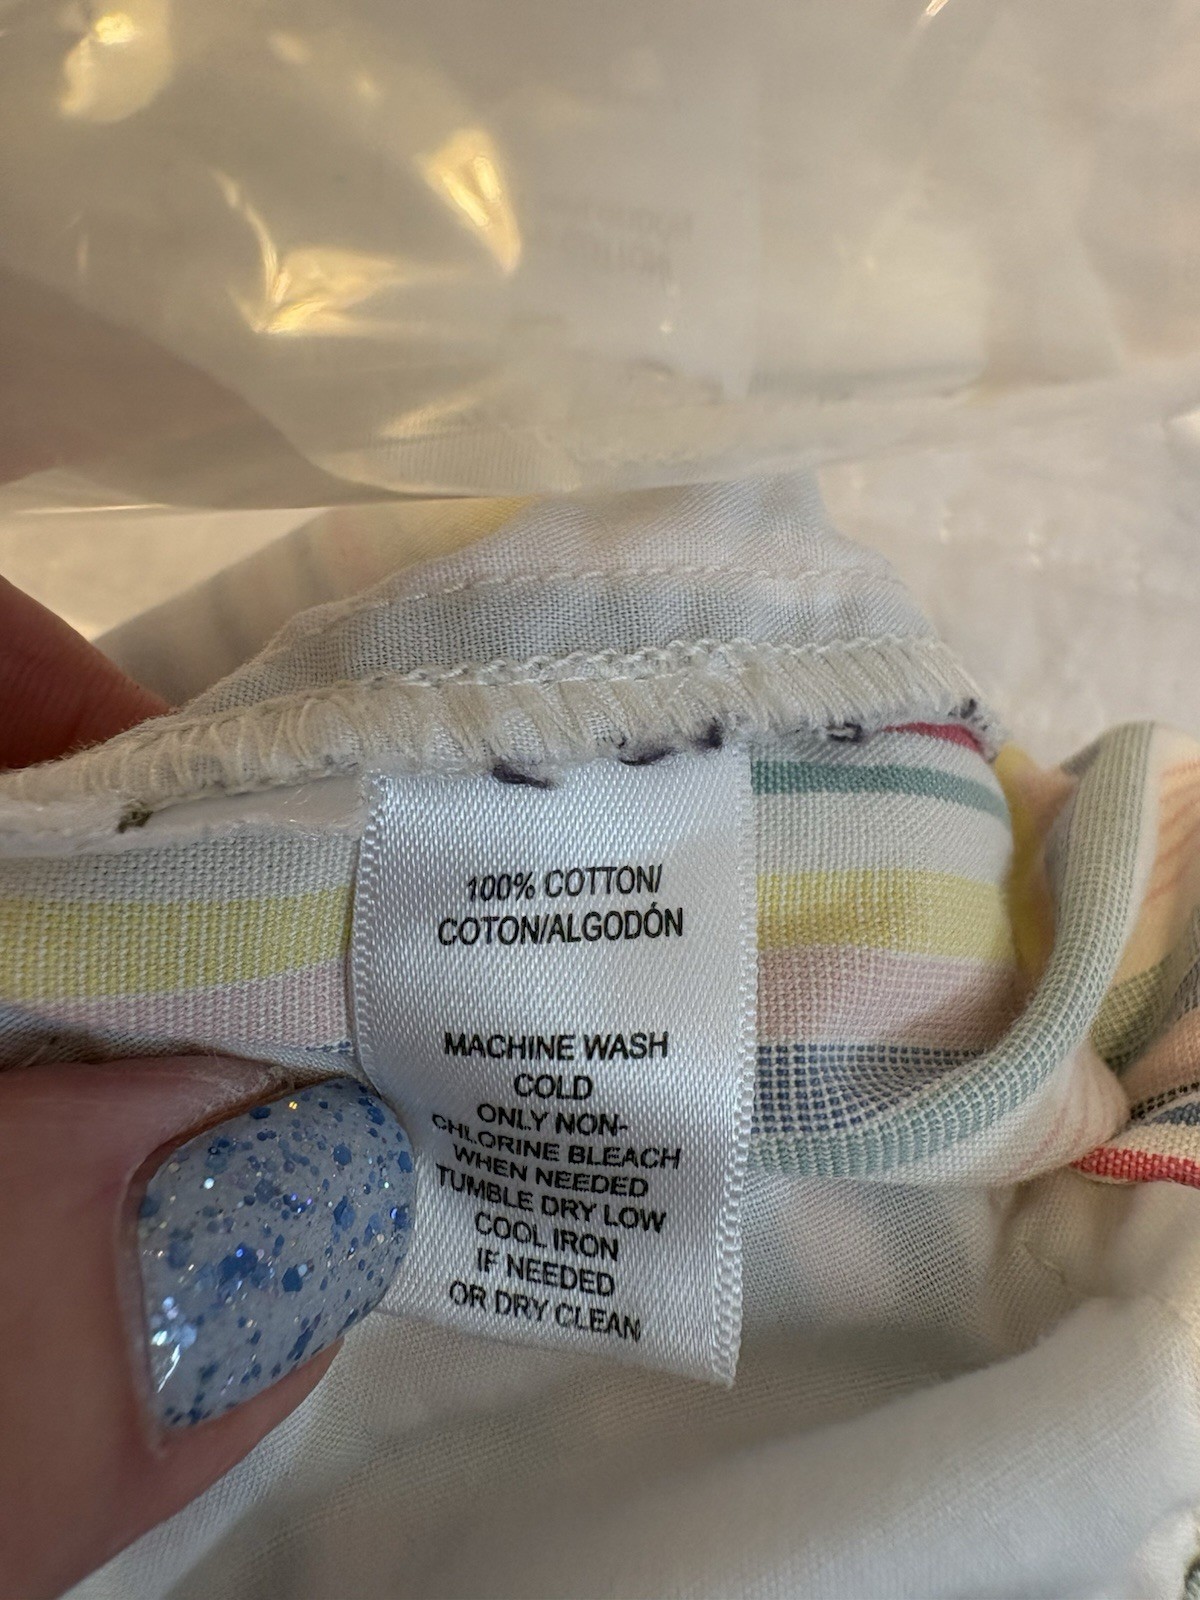 100% COTTON/
COTON/ALGODÓN
MACHINE WASH
COLD
ONLY NON-
CHLORINE BLEACH
WHEN NEEDED
TUMBLE DRY LOW
COOL IRON
IF NEEDED
OR DRY CLEAN